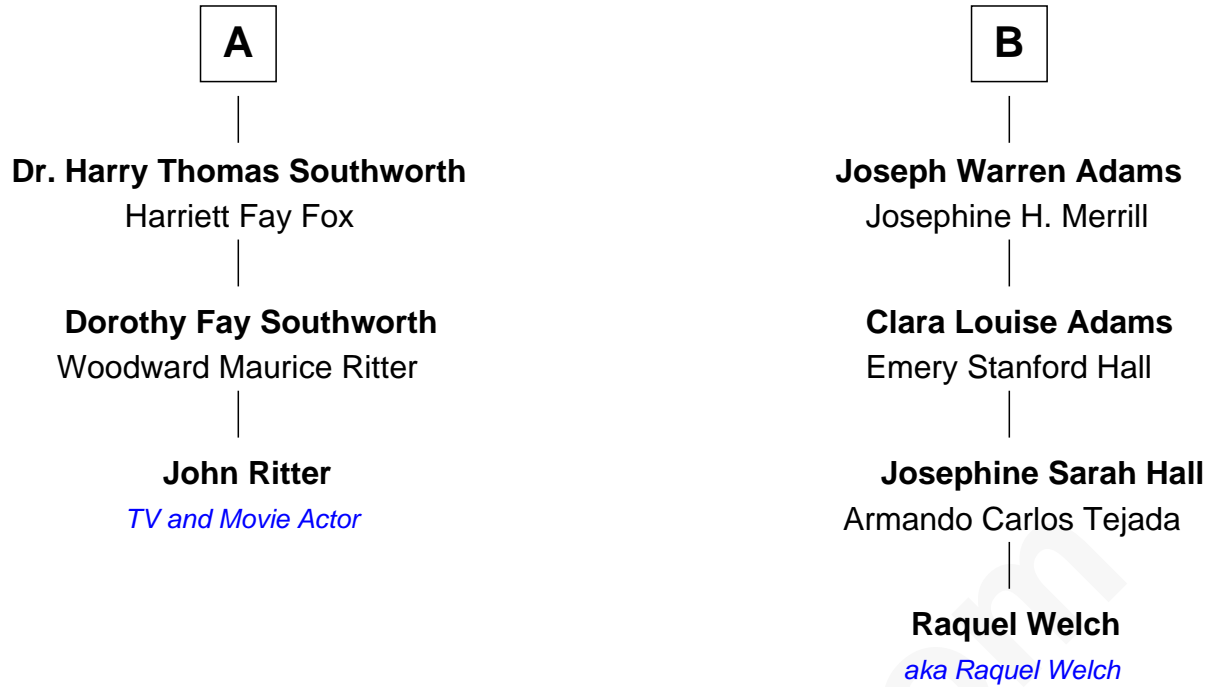 A
Dr. Harry Thomas Southworth
Harriett Fay Fox
Dorothy Fay Southworth
Woodward Maurice Ritter
John Ritter
TV and Movie Actor
B
Joseph Warren Adams
Josephine H. Merrill
Clara Louise Adams
Emery Stanford Hall
Josephine Sarah Hall
Armando Carlos Tejada
Raquel Welch
aka Raquel Welch